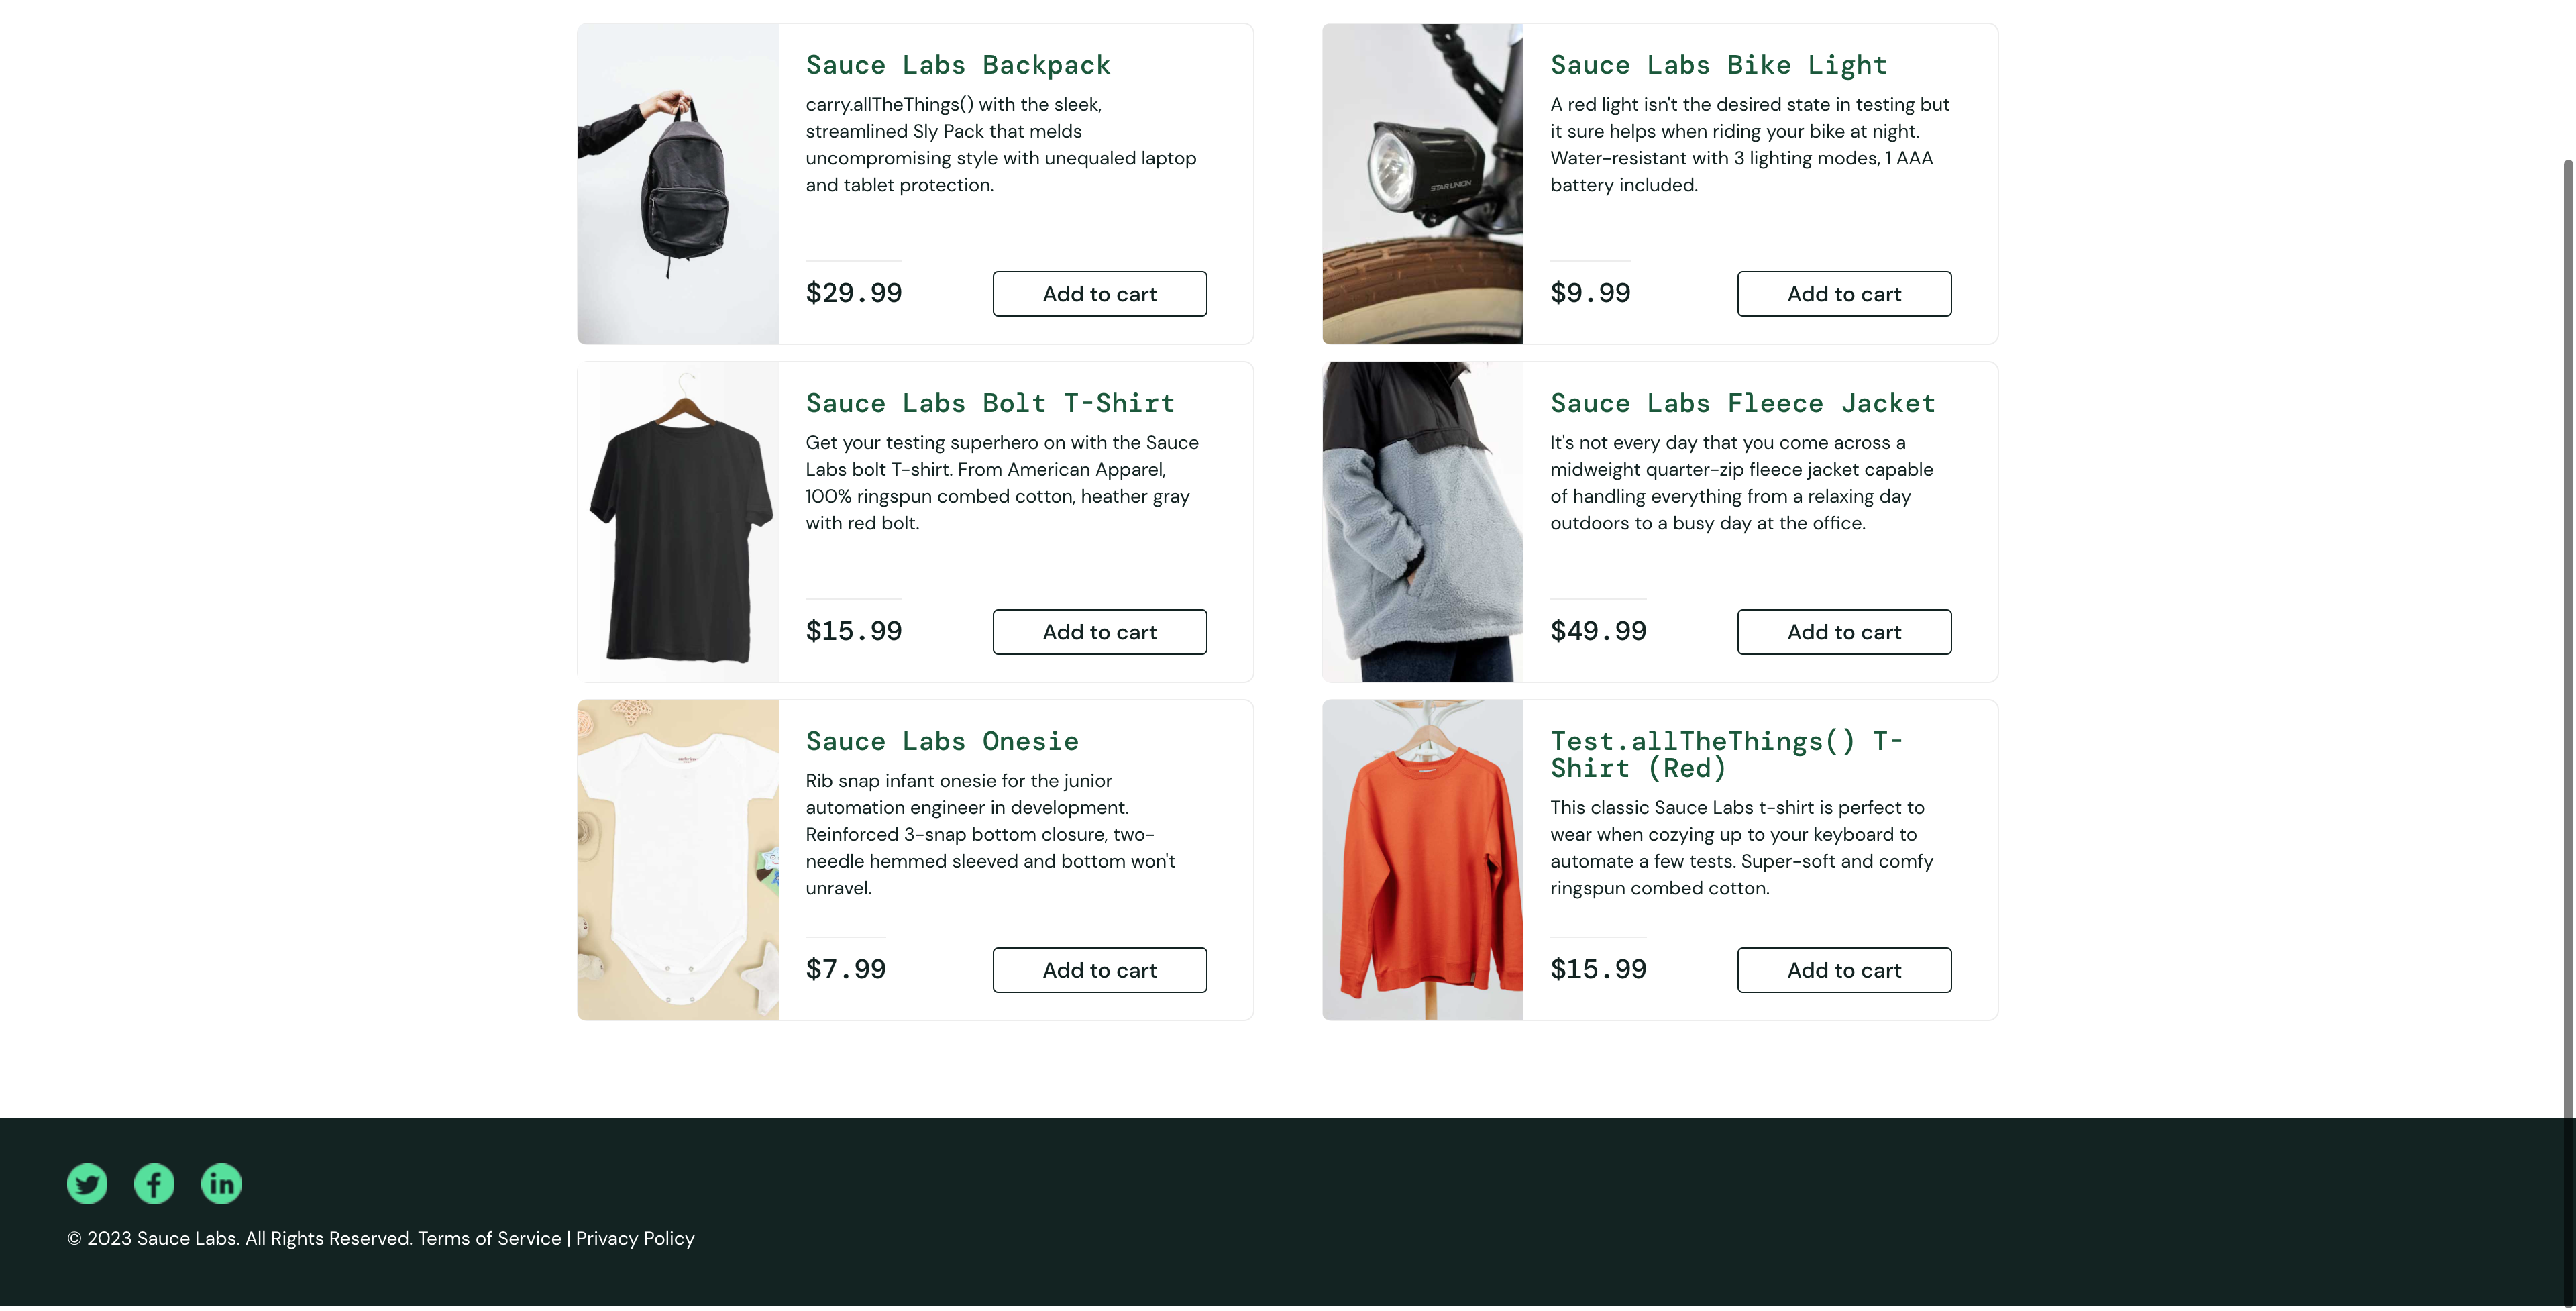 Sauce Labs Backpack
carry.allTheThings() with the sleek,
streamlined Sly Pack that melds
uncompromising style with unequaled laptop
and tablet protection.
$29.99
Add to cart
Sauce Labs Bike Light
A red light isn't the desired state in testing but
it sure helps when riding your bike at night.
Water-resistant with 3 lighting modes, 1 AAA
battery included.
STAR UNION
$9.99
Add to cart
Sauce Labs Bolt T-Shirt
Get your testing superhero on with the Sauce
Labs bolt T-shirt. From American Apparel,
100% ringspun combed cotton, heather gray
with red bolt.
$15.99
Add to cart
Sauce Labs Fleece Jacket
It's not every day that you come across a
midweight quarter-zip fleece jacket capable
of handling everything from a relaxing day
outdoors to a busy day at the office.
$49.99
Add to cart
Sauce Labs Onesie
Rib snap infant onesie for the junior
automation engineer in development.
Reinforced 3-snap bottom closure, two-
needle hemmed sleeved and bottom won't
unravel.
$7.99
Add to cart
Test.allTheThings() T-
Shirt (Red)
This classic Sauce Labs t-shirt is perfect to
wear when cozying up to your keyboard to
automate a few tests. Super-soft and comfy
ringspun combed cotton.
$15.99
Add to cart
f in
© 2023 Sauce Labs. All Rights Reserved. Terms of Service | Privacy Policy